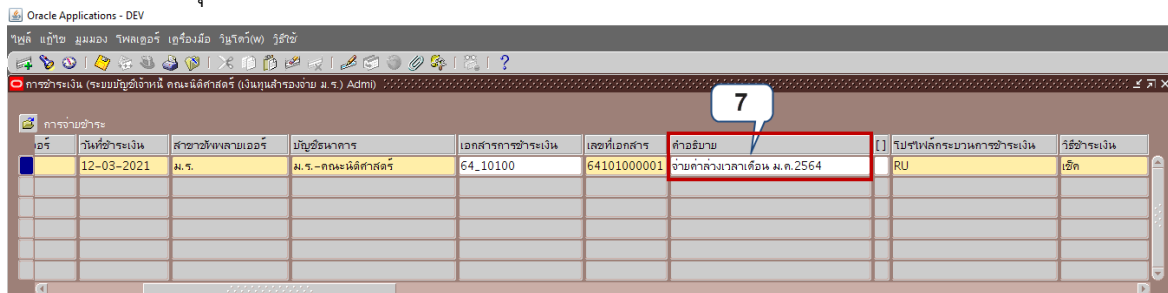 Oracle Applications - DEV
ไฟล์ แก้ไข มุมมอง โฟลเดอร์ เครื่องมือ วินโดว์(w) วิธีใช้
การชำระเงิน (ระบบบัญชีเจ้าหนี้ คณะนิติศาสตร์ (เงินทุนสำรองจ่าย ม.ร.) Admi)
7
การจ่ายชำระ
เออร์ วันที่ชำระเงิน สาขาซัพพลายเออร์ บัญชีธนาคาร เอกสารการชำระเงิน เลขที่เอกสาร คำอธิบาย [ ] โปรไฟล์กระบวนการชำระเงิน วิธีชำระเงิน
12-03-2021 ม.ร. ม.ร.-คณะนิติศาสตร์ 64_10100 64101000001 จ่ายค่าล่วงเวลาเดือน ม.ค.2564 RU เช็ค